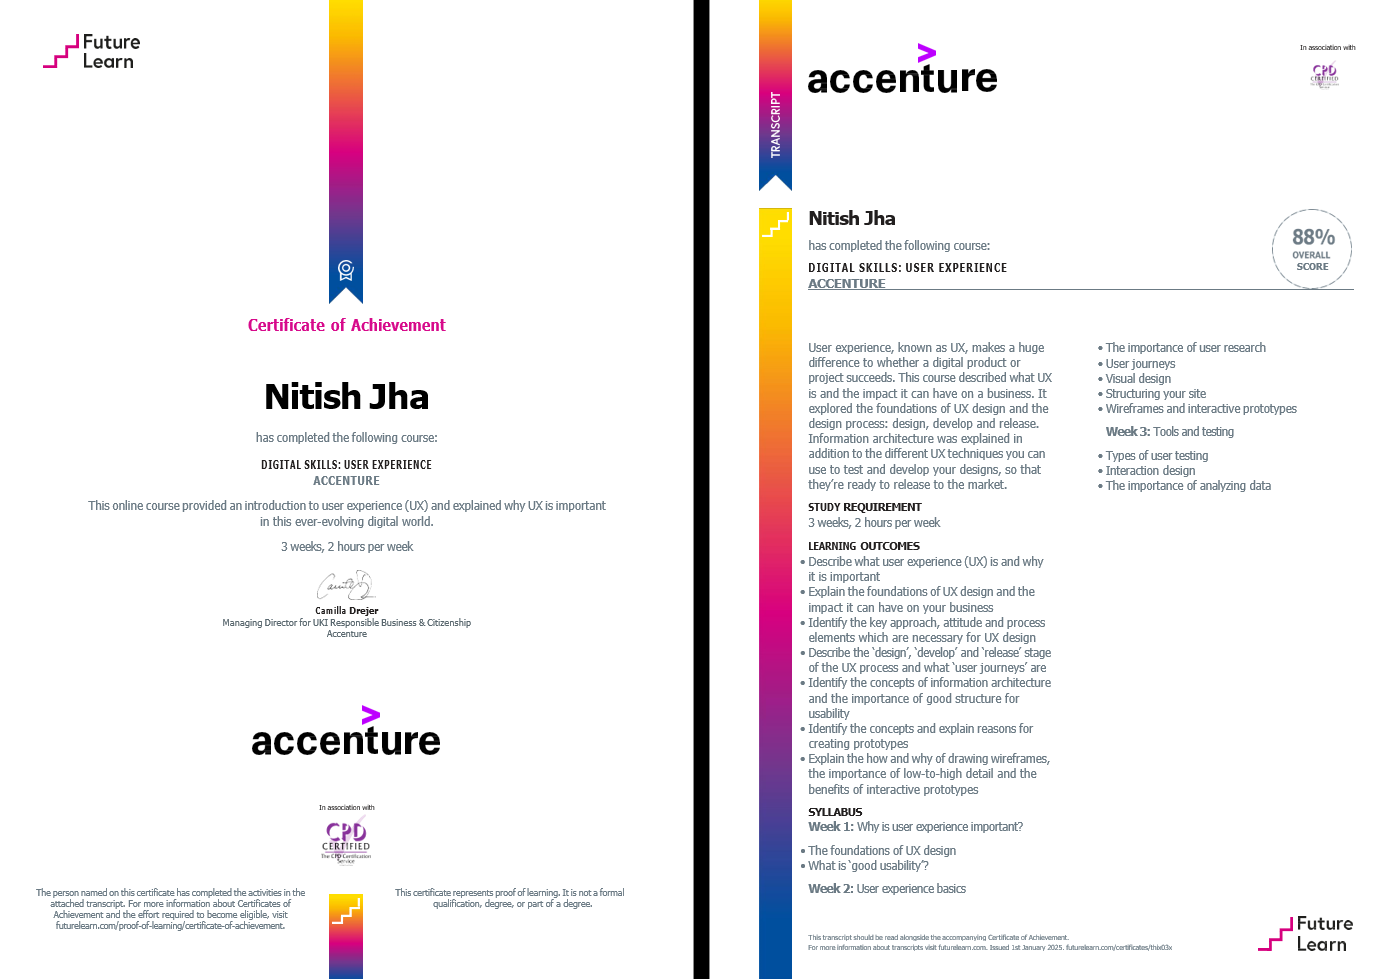 Future
Learn
Certificate of Achievement
Nitish Jha
has completed the following course:
DIGITAL SKILLS: USER EXPERIENCE
ACCENTURE
This online course provided an introduction to user experience (UX) and explained why UX is important
in this ever-evolving digital world.
3 weeks, 2 hours per week
Camilla Drejer
Managing Director for UKI Responsible Business & Citizenship
Accenture
accenture
In association with
CPD
CERTIFIED
The CPD Certification
Service
The person named on this certificate has completed the activities in the
attached transcript. For more information about Certificates of
Achievement and the effort required to become eligible, visit
futurelearn.com/proof-of-learning/certificate-of-achievement.
This certificate represents proof of learning. It is not a formal
qualification, degree, or part of a degree.
TRANSCRIPT
accenture
In association with
CPD
CERTIFIED
Nitish Jha
has completed the following course:
DIGITAL SKILLS: USER EXPERIENCE
ACCENTURE
88%
OVERALL
SCORE
User experience, known as UX, makes a huge
difference to whether a digital product or
project succeeds. This course described what UX
is and the impact it can have on a business. It
explored the foundations of UX design and the
design process: design, develop and release.
Information architecture was explained in
addition to the different UX techniques you can
use to test and develop your designs, so that
they're ready to release to the market.
STUDY REQUIREMENT
3 weeks, 2 hours per week
LEARNING OUTCOMES
• Describe what user experience (UX) is and why
it is important
• Explain the foundations of UX design and the
impact it can have on your business
• Identify the key approach, attitude and process
elements which are necessary for UX design
• Describe the 'design', 'develop' and 'release' stage
of the UX process and what 'user journeys' are
• Identify the concepts of information architecture
and the importance of good structure for
usability
• Identify the concepts and explain reasons for
creating prototypes
• Explain the how and why of drawing wireframes,
the importance of low-to-high detail and the
benefits of interactive prototypes
SYLLABUS
Week 1: Why is user experience important?
• The foundations of UX design
• What is 'good usability'?
Week 2: User experience basics
• The importance of user research
• User journeys
• Visual design
• Structuring your site
• Wireframes and interactive prototypes
Week 3: Tools and testing
• Types of user testing
• Interaction design
• The importance of analyzing data
This transcript should be read alongside the accompanying Certificate of Achievement.
For more information about transcripts visit futurelearn.com. Issued 1st January 2025. futurelearn.com/certificates/thix03x
Future
Learn